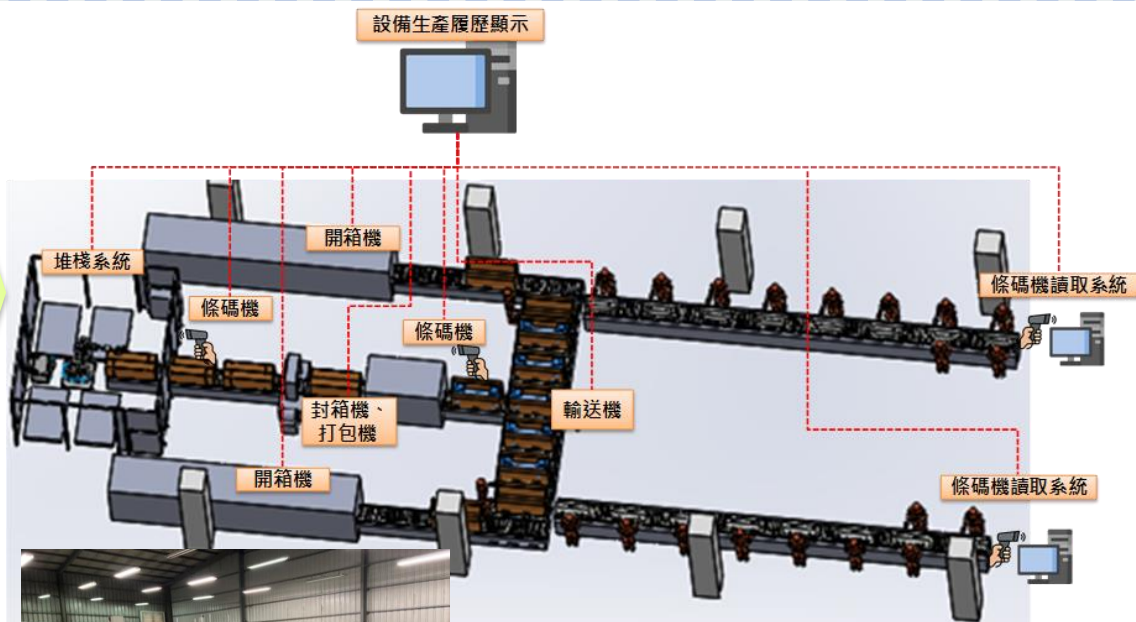 設備生產履歷顯示
開箱機
堆棧系統
條碼機讀取系統
條碼機
條碼機
封箱機、
打包機
輸送機
開箱機
條碼機讀取系統